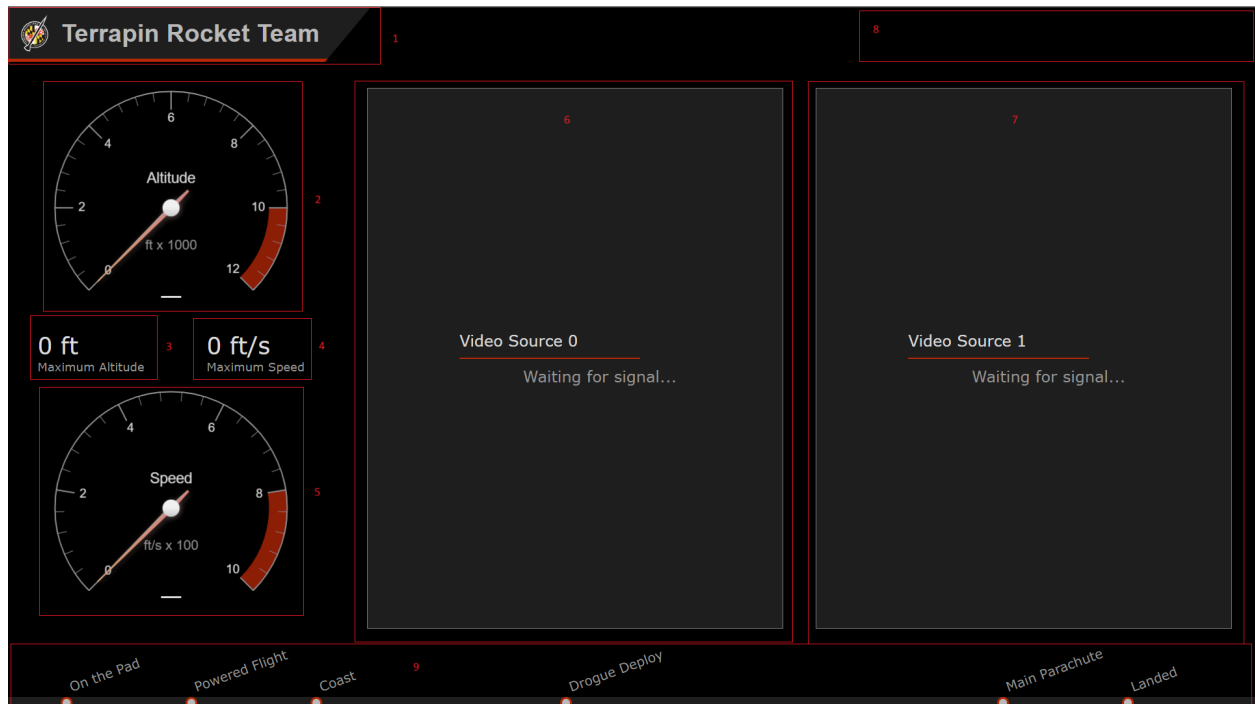 Terrapin Rocket Team
1
8
6
4
8
Altitude
2
10
ft x 1000
0
12
2
0 ft
Maximum Altitude
3
0 ft/s
Maximum Speed
4
4
6
Speed
2
8
ft/s x 100
0
10
5
6
Video Source 0
Waiting for signal...
7
Video Source 1
Waiting for signal...
On the Pad
Powered Flight
Coast
9
Drogue Deploy
Main Parachute
Landed